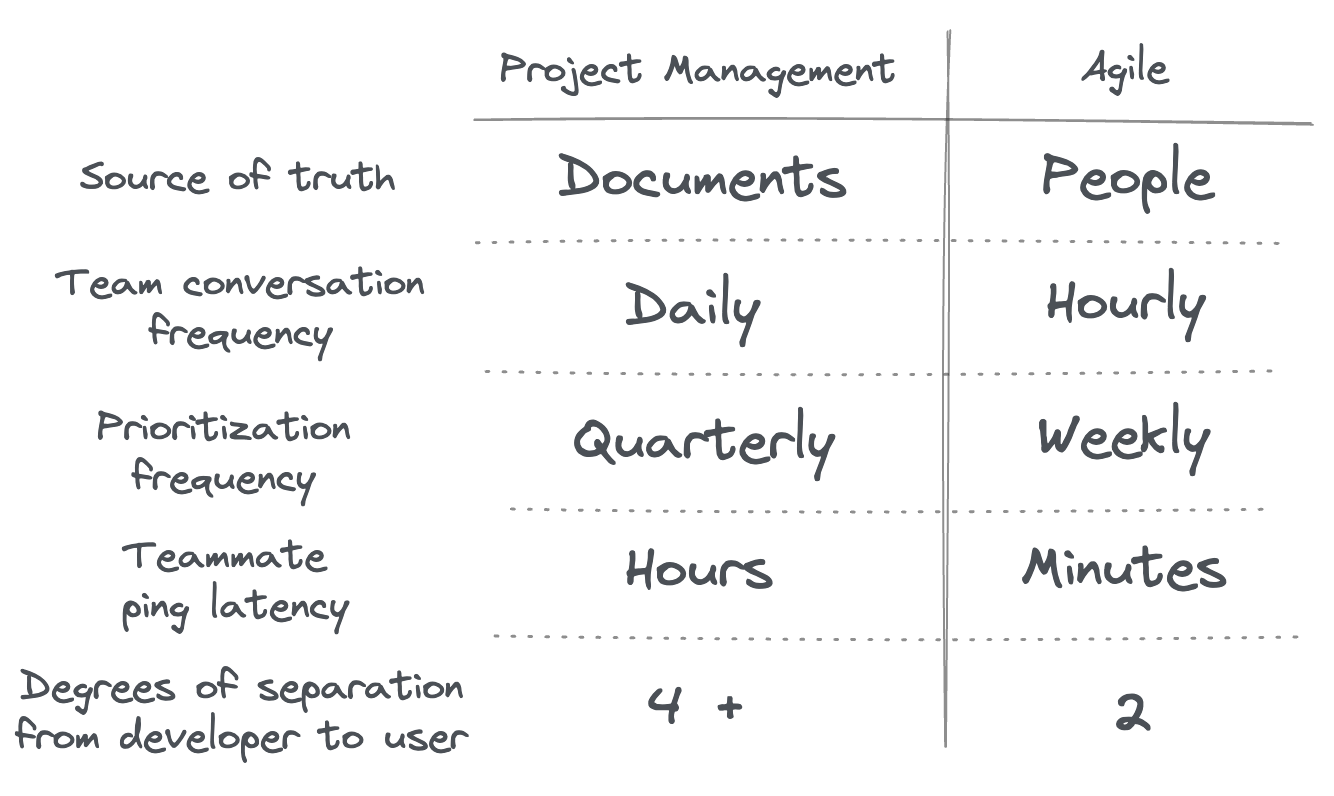 Project Management Agile
Source of truth Documents People
Team conversation
frequency Daily Hourly
Prioritization
frequency Quarterly Weekly
Teammate
ping latency Hours Minutes
Degrees of separation
from developer to user 4 + 2